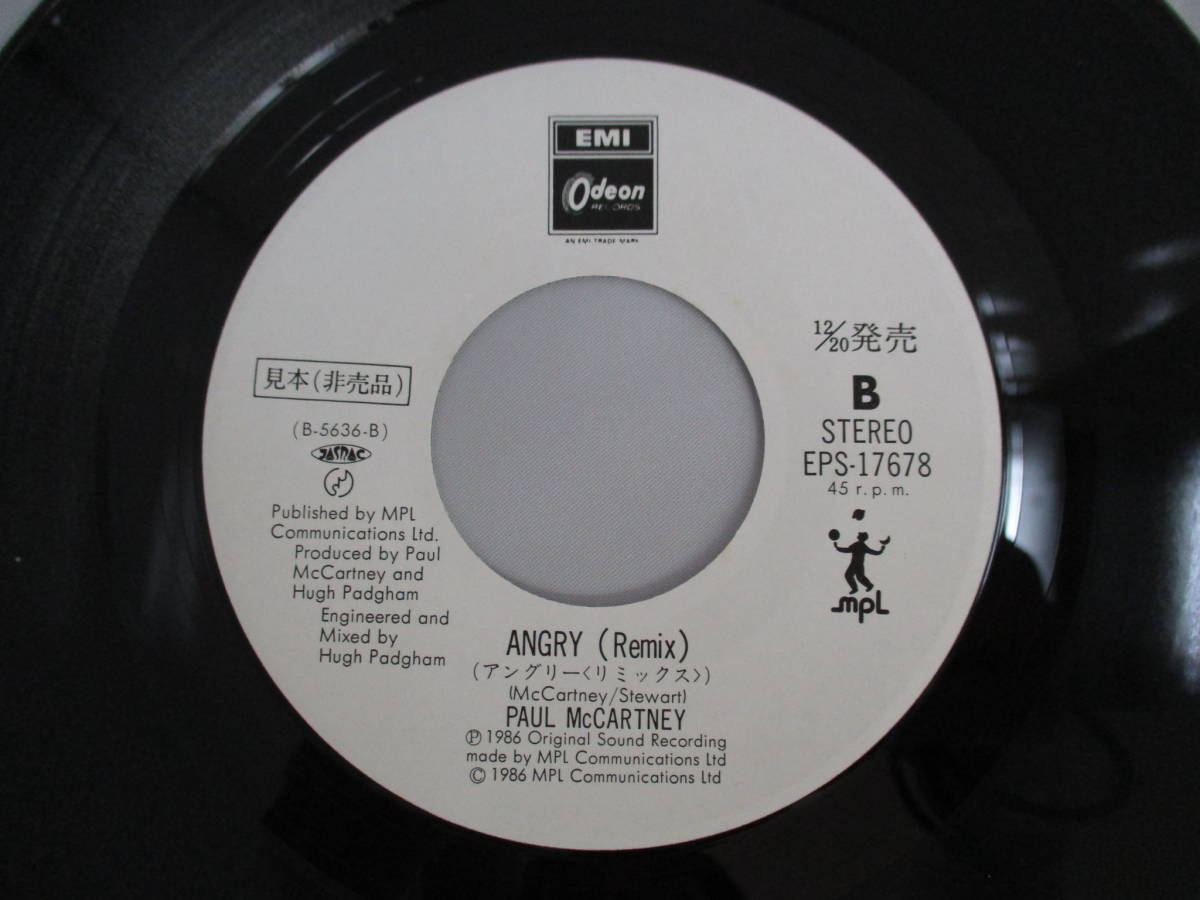 EMI
Odeon
RECORDS
AN EMI TRADE MARK
12/20発売
B
STEREO
EPS-17678
45 r.p.m.
mpL
見本(非売品)
(B-5636-B)
JASRAC
Published by MPL
Communications Ltd.
Produced by Paul
McCartney and
Hugh Padgham
Engineered and
Mixed by
Hugh Padgham
ANGRY (Remix)
(アングリー〈リミックス〉)
(McCartney/Stewart)
PAUL McCARTNEY
Ⓟ 1986 Original Sound Recording
made by MPL Communications Ltd
© 1986 MPL Communications Ltd